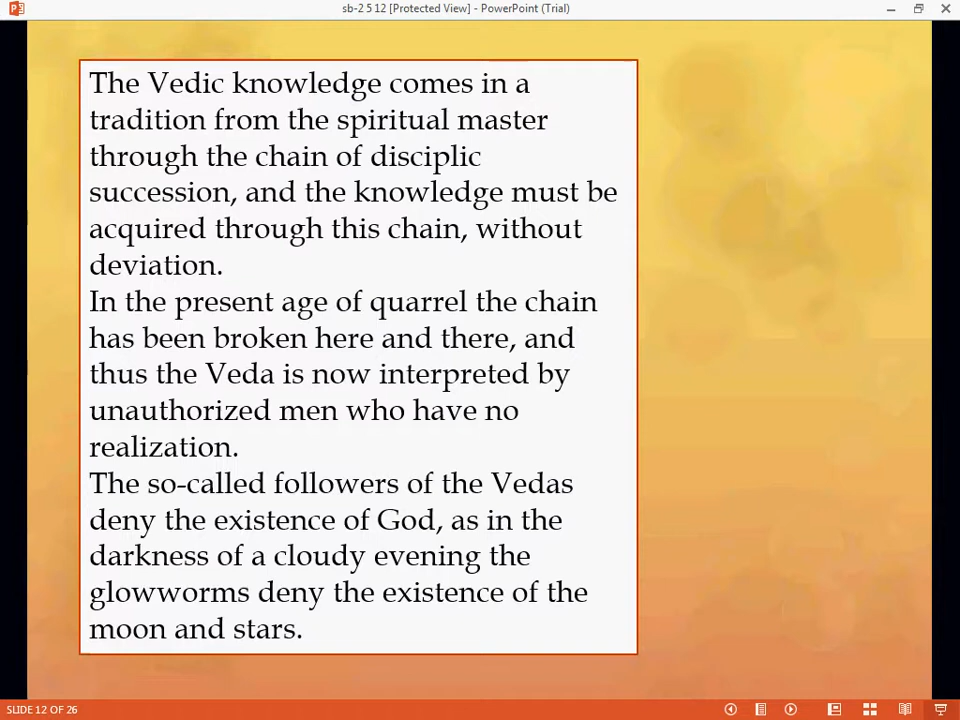 sb-2 5 12 [Protected View] - PowerPoint (Trial)
The Vedic knowledge comes in a
tradition from the spiritual master
through the chain of disciplic
succession, and the knowledge must be
acquired through this chain, without
deviation.
In the present age of quarrel the chain
has been broken here and there, and
thus the Veda is now interpreted by
unauthorized men who have no
realization.
The so-called followers of the Vedas
deny the existence of God, as in the
darkness of a cloudy evening the
glowworms deny the existence of the
moon and stars.
SLIDE 12 OF 26